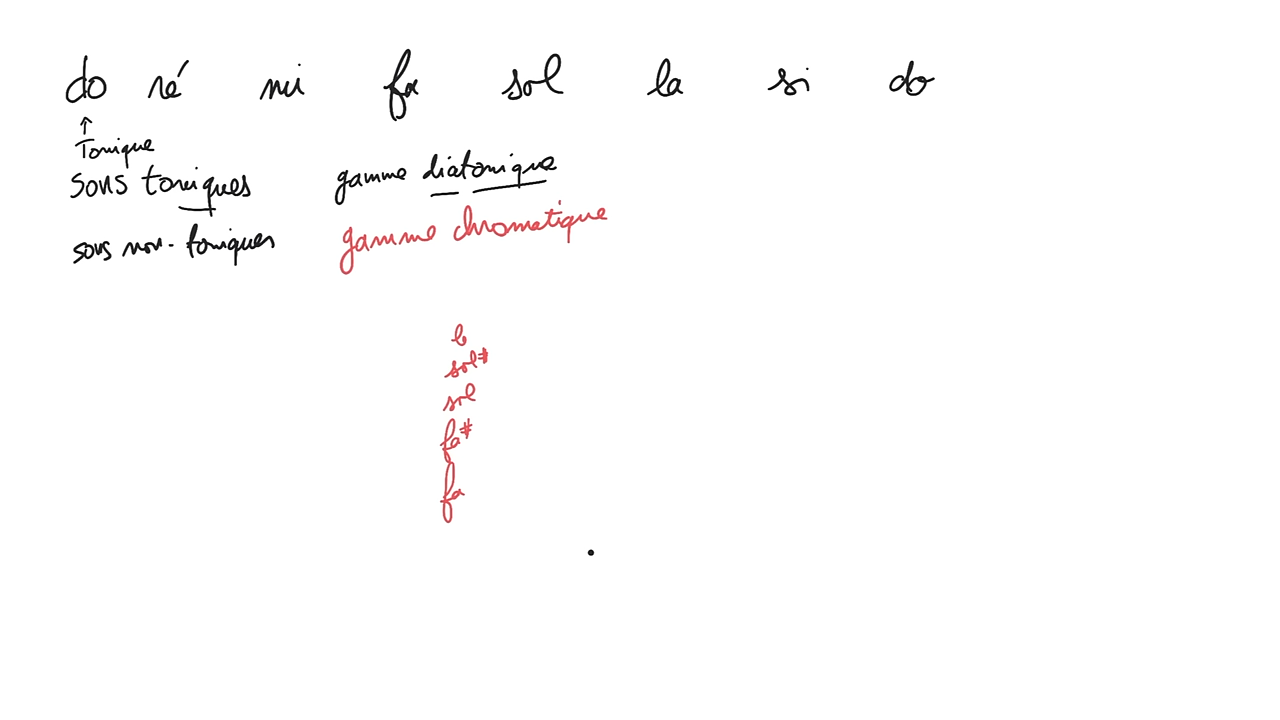 do ré mi fa sol la si do
↑
Tonique
sons toniques gamme diatonique
sons non-toniques gamme chromatique
sol#
sol
fa#
fa